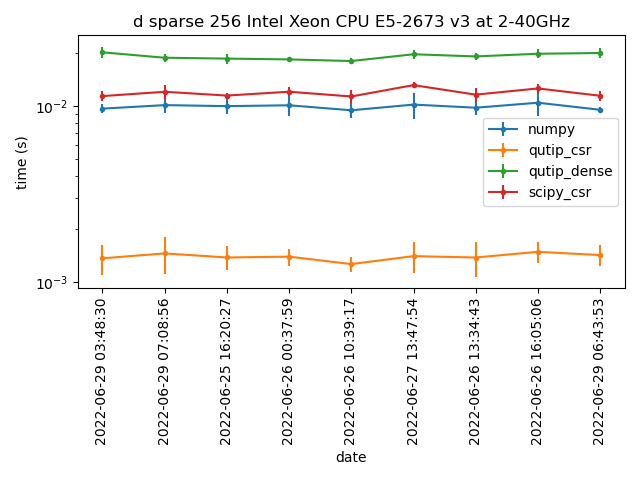 d sparse 256 Intel Xeon CPU E5-2673 v3 at 2-40GHz
time (s)
10⁻²
10⁻³
numpy
qutip_csr
qutip_dense
scipy_csr
2022-06-29 03:48:30
2022-06-29 07:08:56
2022-06-25 16:20:27
2022-06-26 00:37:59
2022-06-26 10:39:17
2022-06-27 13:47:54
2022-06-26 13:34:43
2022-06-26 16:05:06
2022-06-29 06:43:53
date